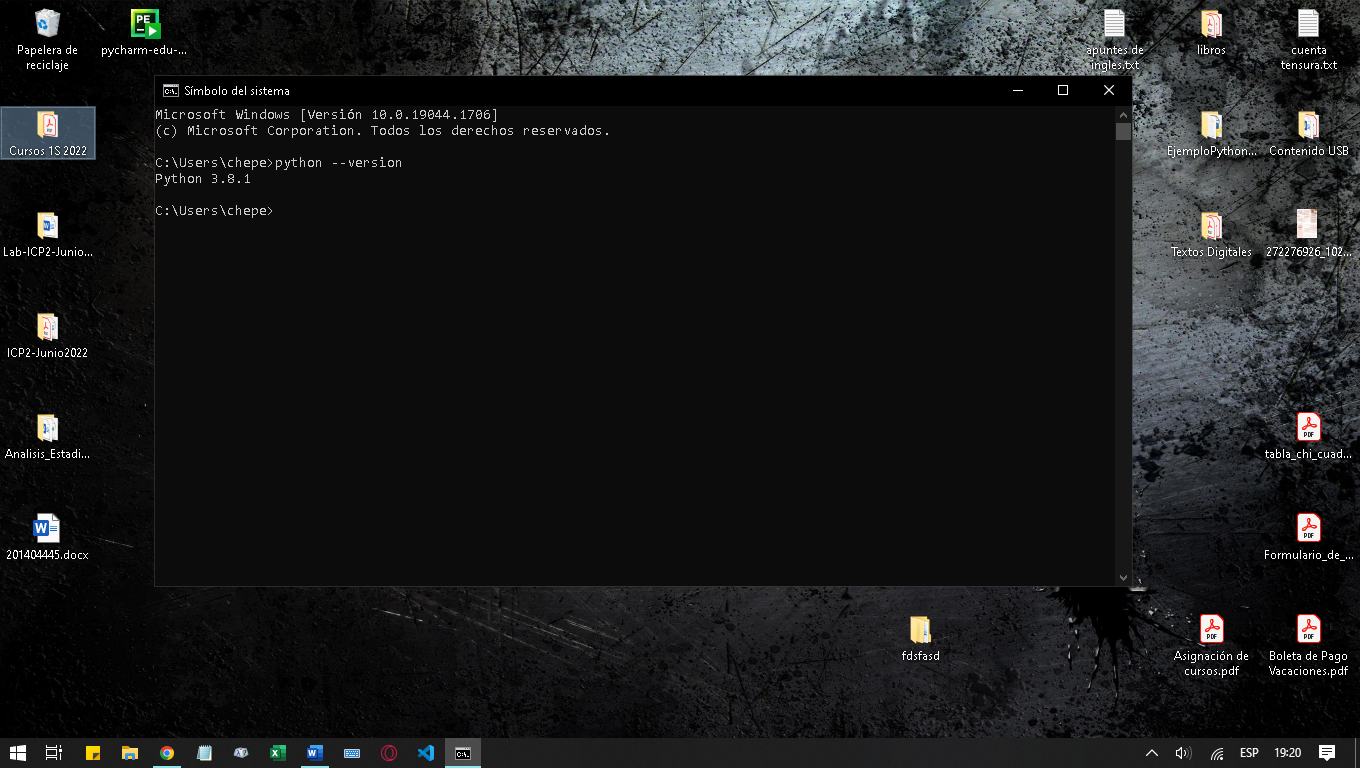 Papelera de
reciclaje
pycharm-edu-...
apuntes de
ingles.txt
libros
cuenta
tensura.txt
Símbolo del sistema
Microsoft Windows [Versión 10.0.19044.1706]
(c) Microsoft Corporation. Todos los derechos reservados.
C:\Users\chepe>python --version
Python 3.8.1
C:\Users\chepe>
Cursos 1S 2022
EjemploPython...
Contenido USB
Lab-ICP2-Junio...
Textos Digitales
272276926_102...
ICP2-Junio2022
Analisis_Estadi...
tabla_chi_cuad...
201404445.docx
Formulario_de_...
fdsfasd
Asignación de
cursos.pdf
Boleta de Pago
Vacaciones.pdf
ESP
19:20